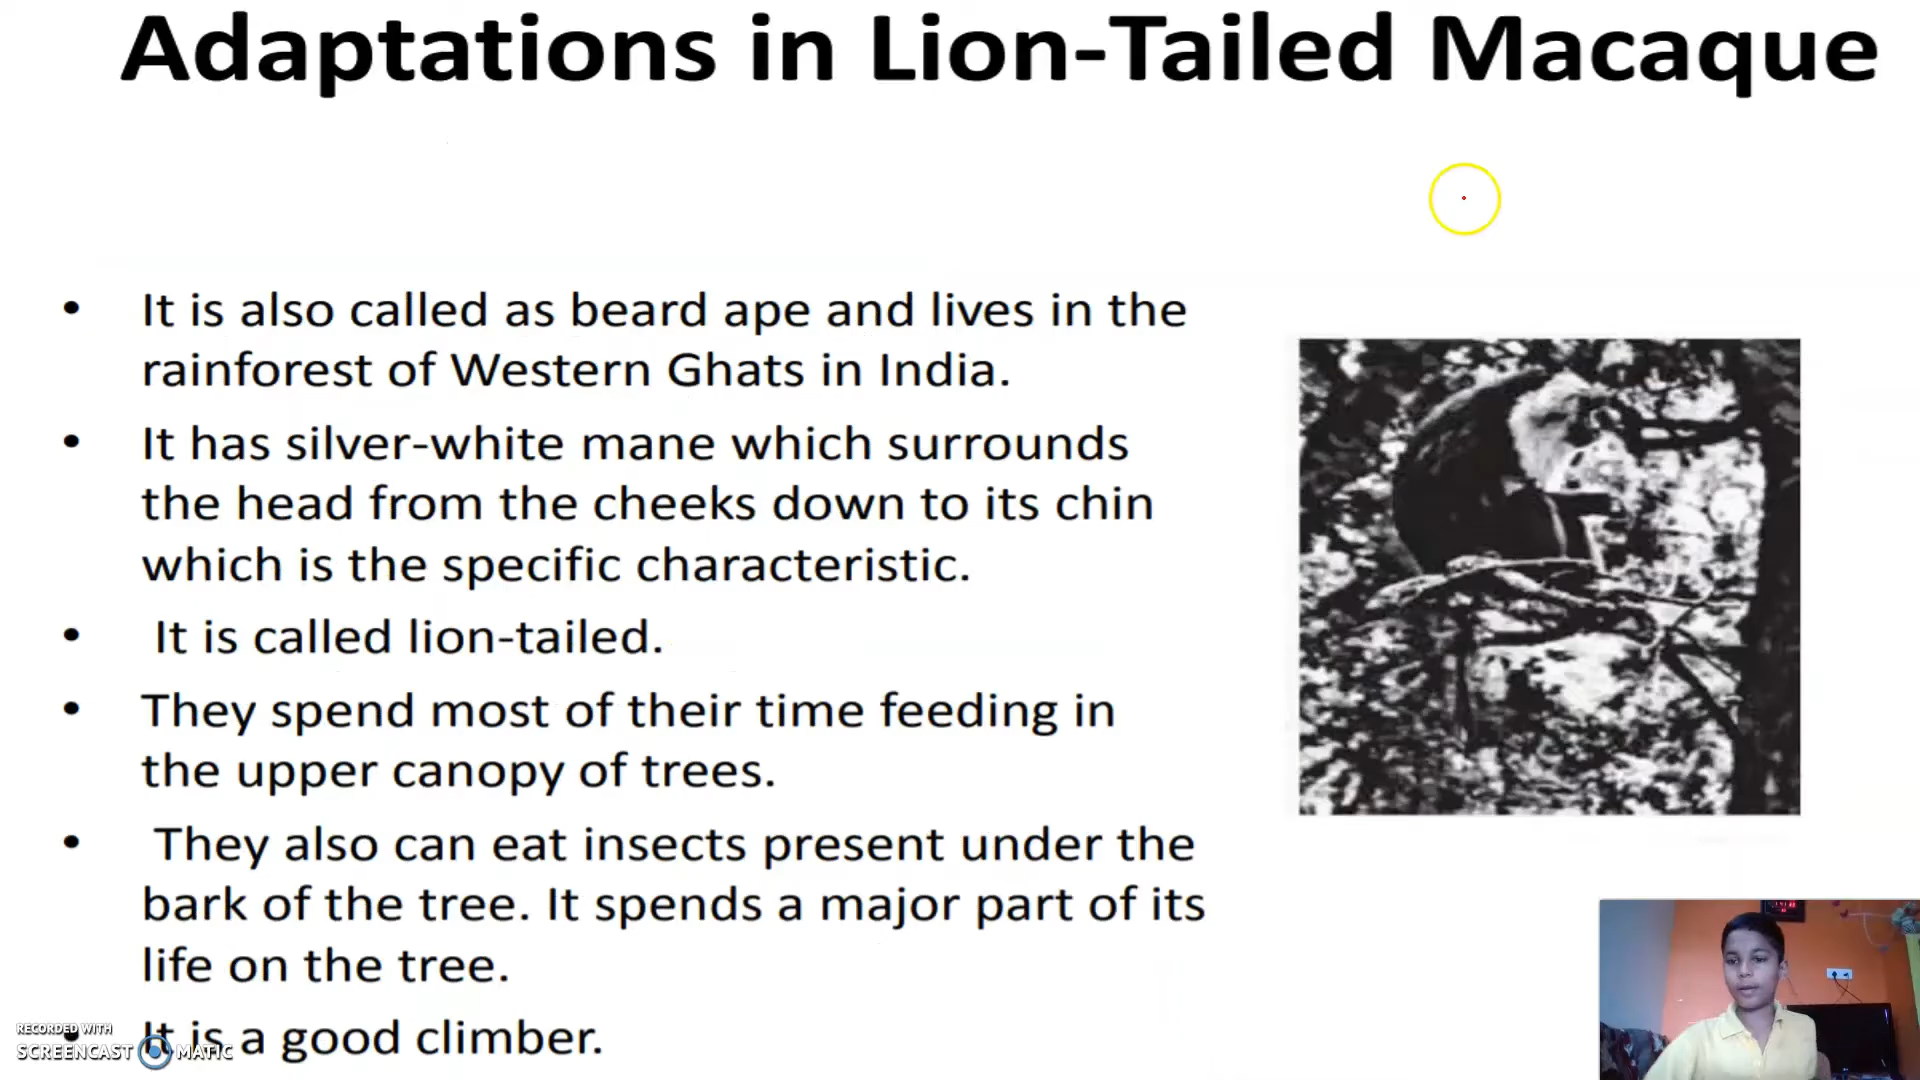 Adaptations in Lion-Tailed Macaque
• It is also called as beard ape and lives in the
rainforest of Western Ghats in India.
• It has silver-white mane which surrounds
the head from the cheeks down to its chin
which is the specific characteristic.
• It is called lion-tailed.
• They spend most of their time feeding in
the upper canopy of trees.
• They also can eat insects present under the
bark of the tree. It spends a major part of its
life on the tree.
• It is a good climber.
RECORDED WITH
SCREENCAST MATIC